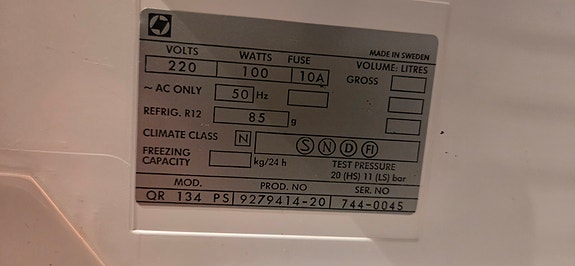 MADE IN SWEDEN
VOLTS WATTS FUSE VOLUME: LITRES
220 100 10A GROSS
~ AC ONLY 50 Hz
REFRIG. R12 85 g
CLIMATE CLASS N S N D FI
FREEZING CAPACITY kg/24 h
TEST PRESSURE
20 (HS) 11 (LS) bar
MOD. PROD. NO SER. NO
QR 134 PS 9279414-20 744-0045